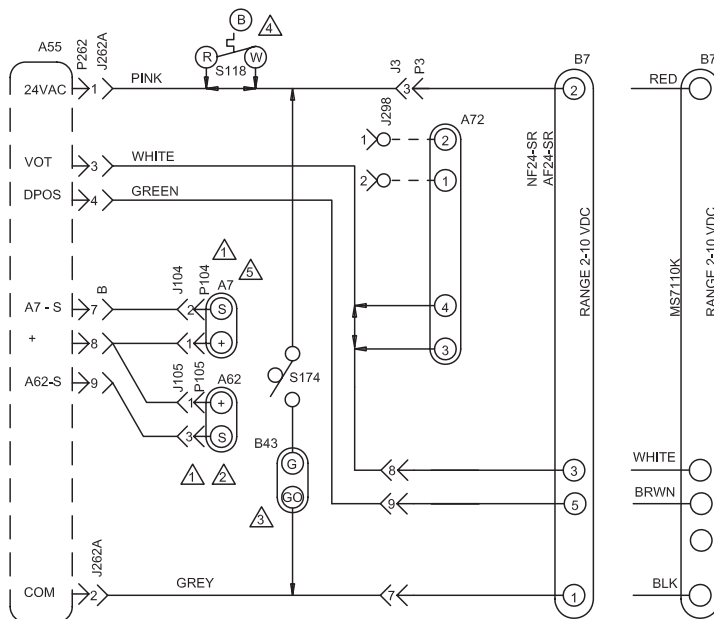 A55
P262
J262A
24VAC
1
PINK
B
4
R
W
S118
J3
3
P3
B7
2
RED
B7
J298
A72
1
2
2
1
VOT
3
WHITE
DPOS
4
GREEN
NF24-SR
AF24-SR
RANGE 2-10 VDC
MS7110K
RANGE 2-10 VDC
1
5
B
J104
P104
A7
A7 - S
7
2
S
+
8
1
+
4
3
J105
P105
A62
A62-S
9
1
+
3
S
S174
1
2
B43
G
GO
3
8
3
WHITE
9
5
BRWN
J262A
COM
2
GREY
7
1
BLK